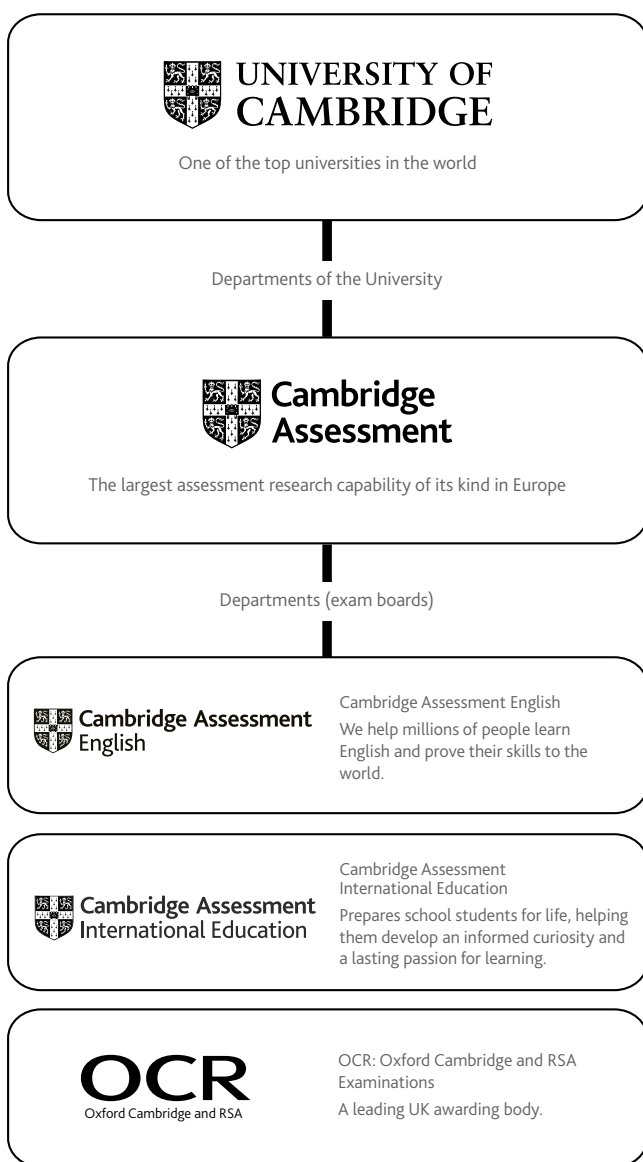 UNIVERSITY OF
CAMBRIDGE
One of the top universities in the world
Departments of the University
Cambridge
Assessment
The largest assessment research capability of its kind in Europe
Departments (exam boards)
Cambridge Assessment
English
Cambridge Assessment English
We help millions of people learn
English and prove their skills to the
world.
Cambridge Assessment
International Education
Cambridge Assessment
International Education
Prepares school students for life, helping
them develop an informed curiosity and
a lasting passion for learning.
OCR
Oxford Cambridge and RSA
OCR: Oxford Cambridge and RSA
Examinations
A leading UK awarding body.